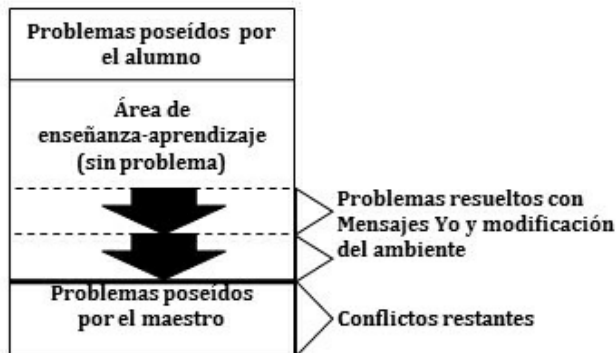 Problemas poseídos por
el alumno
Área de
enseñanza-aprendizaje
(sin problema)
Problemas resueltos con
Mensajes Yo y modificación
del ambiente
Problemas poseídos
por el maestro
Conflictos restantes